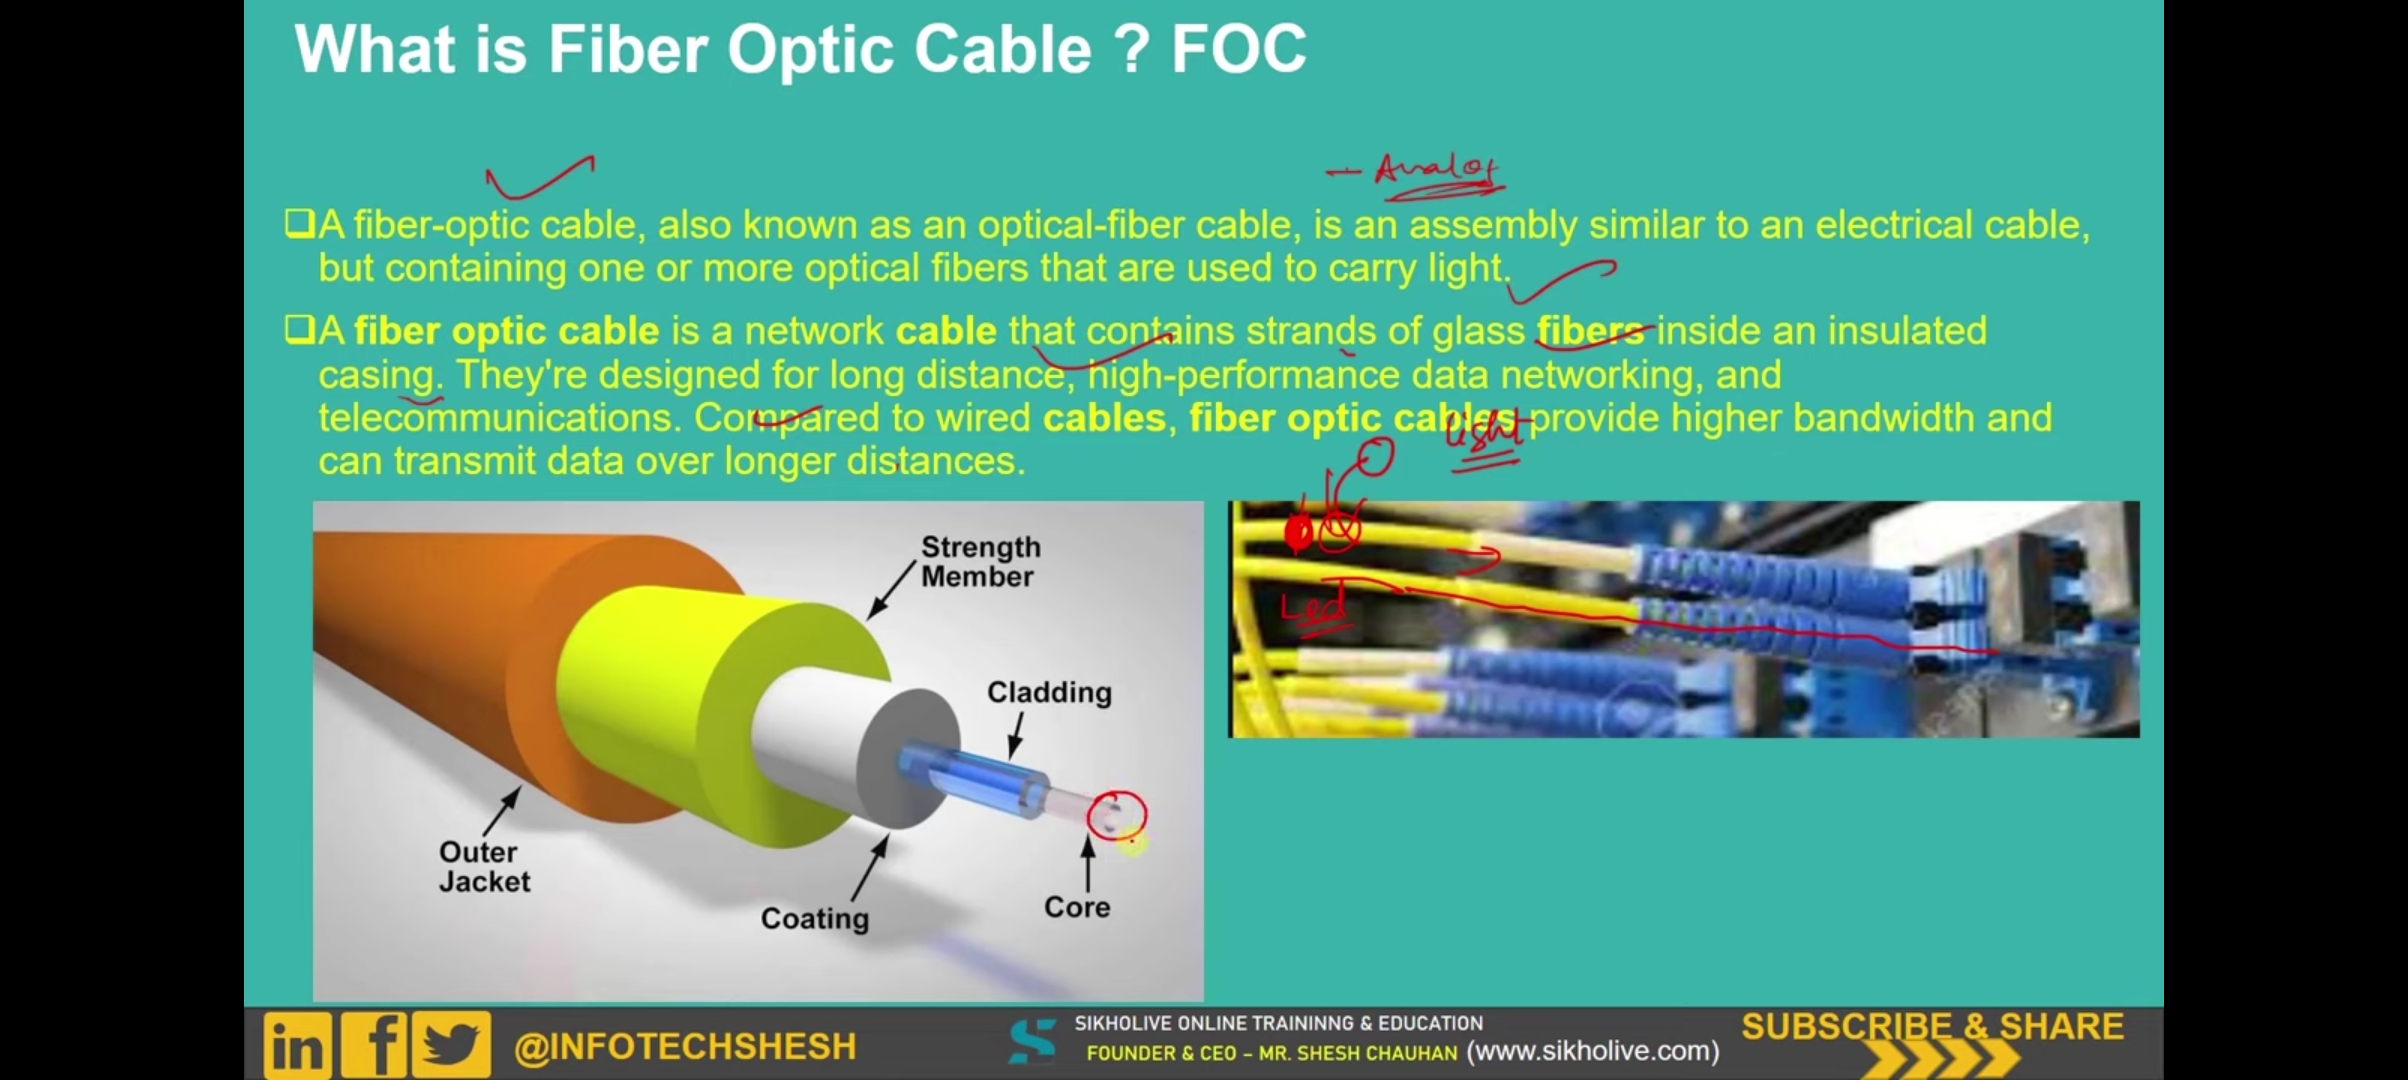 What is Fiber Optic Cable ? FOC
– Analog
❑A fiber-optic cable, also known as an optical-fiber cable, is an assembly similar to an electrical cable,
but containing one or more optical fibers that are used to carry light.
❑A fiber optic cable is a network cable that contains strands of glass fibers inside an insulated
casing. They're designed for long distance, high-performance data networking, and
telecommunications. Compared to wired cables, fiber optic cables provide higher bandwidth and
light
can transmit data over longer distances.
Strength
Member
Led
Cladding
Outer
Jacket
Coating
Core
in f
@INFOTECHSHESH
SIKHOLIVE ONLINE TRAININNG & EDUCATION
FOUNDER & CEO – MR. SHESH CHAUHAN (www.sikholive.com)
SUBSCRIBE & SHARE